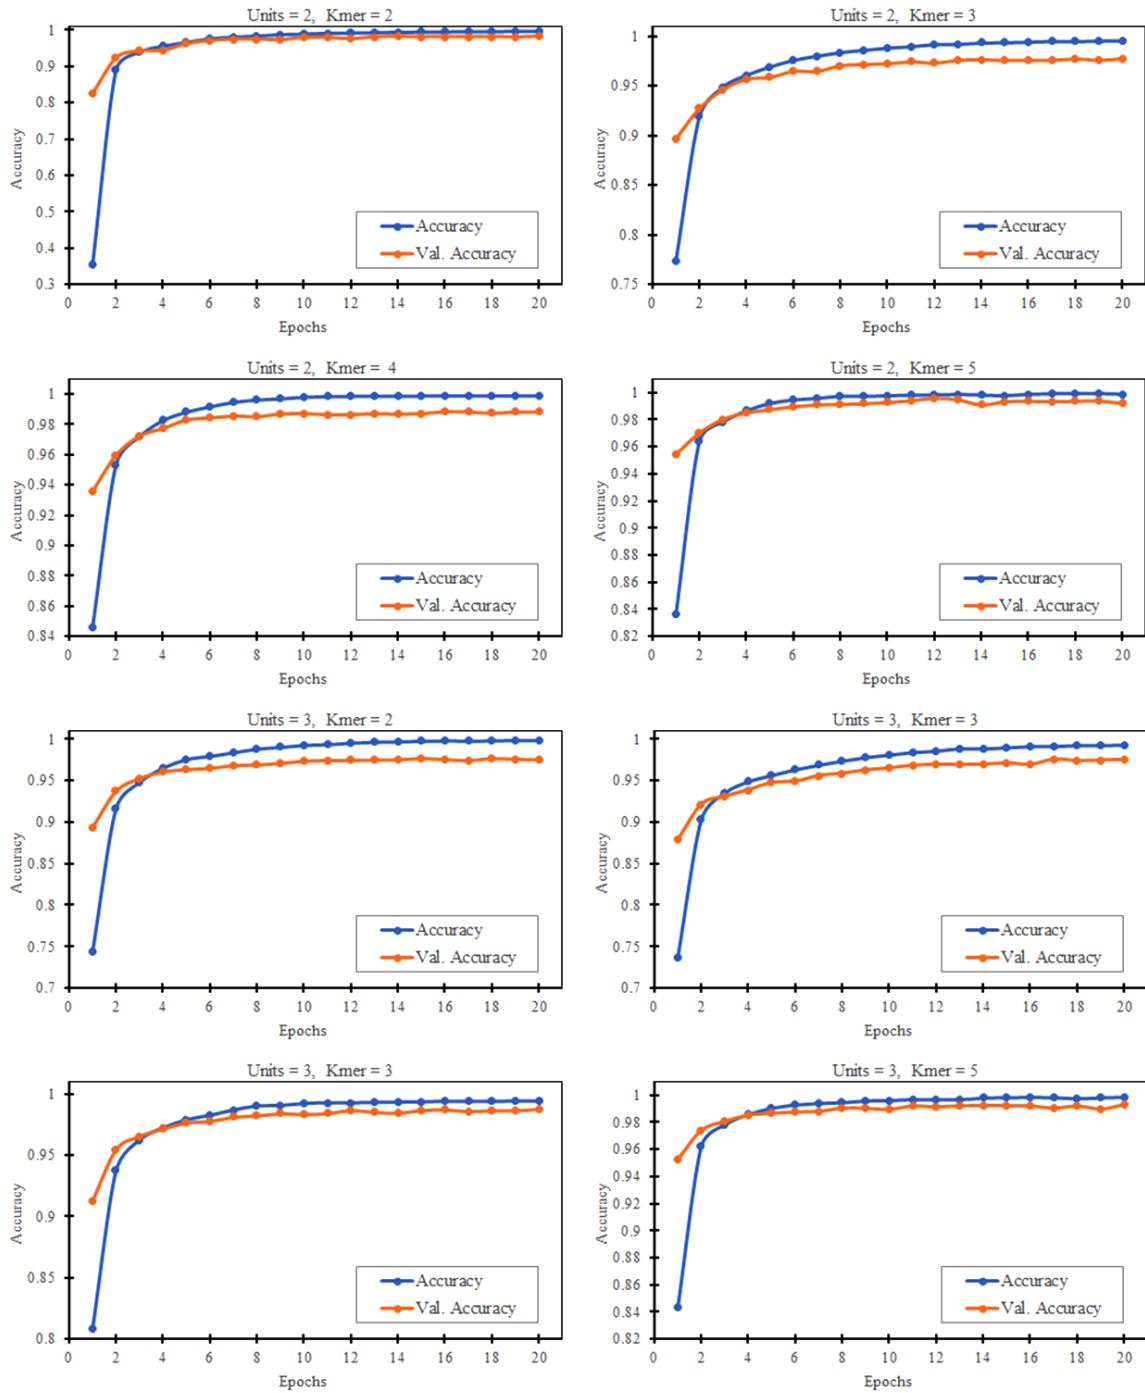 Units = 2, Kmer = 2
1
0.9
0.8
0.7
0.6
0.5
0.4
0.3
Accuracy
Accuracy
Val. Accuracy
0 2 4 6 8 10 12 14 16 18 20
Epochs
Units = 2, Kmer = 3
1
0.95
0.9
0.85
0.8
0.75
Accuracy
Accuracy
Val. Accuracy
0 2 4 6 8 10 12 14 16 18 20
Epochs
Units = 2, Kmer = 4
1
0.98
0.96
0.94
0.92
0.9
0.88
0.86
0.84
Accuracy
Accuracy
Val. Accuracy
0 2 4 6 8 10 12 14 16 18 20
Epochs
Units = 2, Kmer = 5
1
0.98
0.96
0.94
0.92
0.9
0.88
0.86
0.84
0.82
Accuracy
Accuracy
Val. Accuracy
0 2 4 6 8 10 12 14 16 18 20
Epochs
Units = 3, Kmer = 2
1
0.95
0.9
0.85
0.8
0.75
0.7
Accuracy
Accuracy
Val. Accuracy
0 2 4 6 8 10 12 14 16 18 20
Epochs
Units = 3, Kmer = 3
1
0.95
0.9
0.85
0.8
0.75
0.7
Accuracy
Accuracy
Val. Accuracy
0 2 4 6 8 10 12 14 16 18 20
Epochs
Units = 3, Kmer = 3
1
0.95
0.9
0.85
0.8
Accuracy
Accuracy
Val. Accuracy
0 2 4 6 8 10 12 14 16 18 20
Epochs
Units = 3, Kmer = 5
1
0.98
0.96
0.94
0.92
0.9
0.88
0.86
0.84
0.82
Accuracy
Accuracy
Val. Accuracy
0 2 4 6 8 10 12 14 16 18 20
Epochs